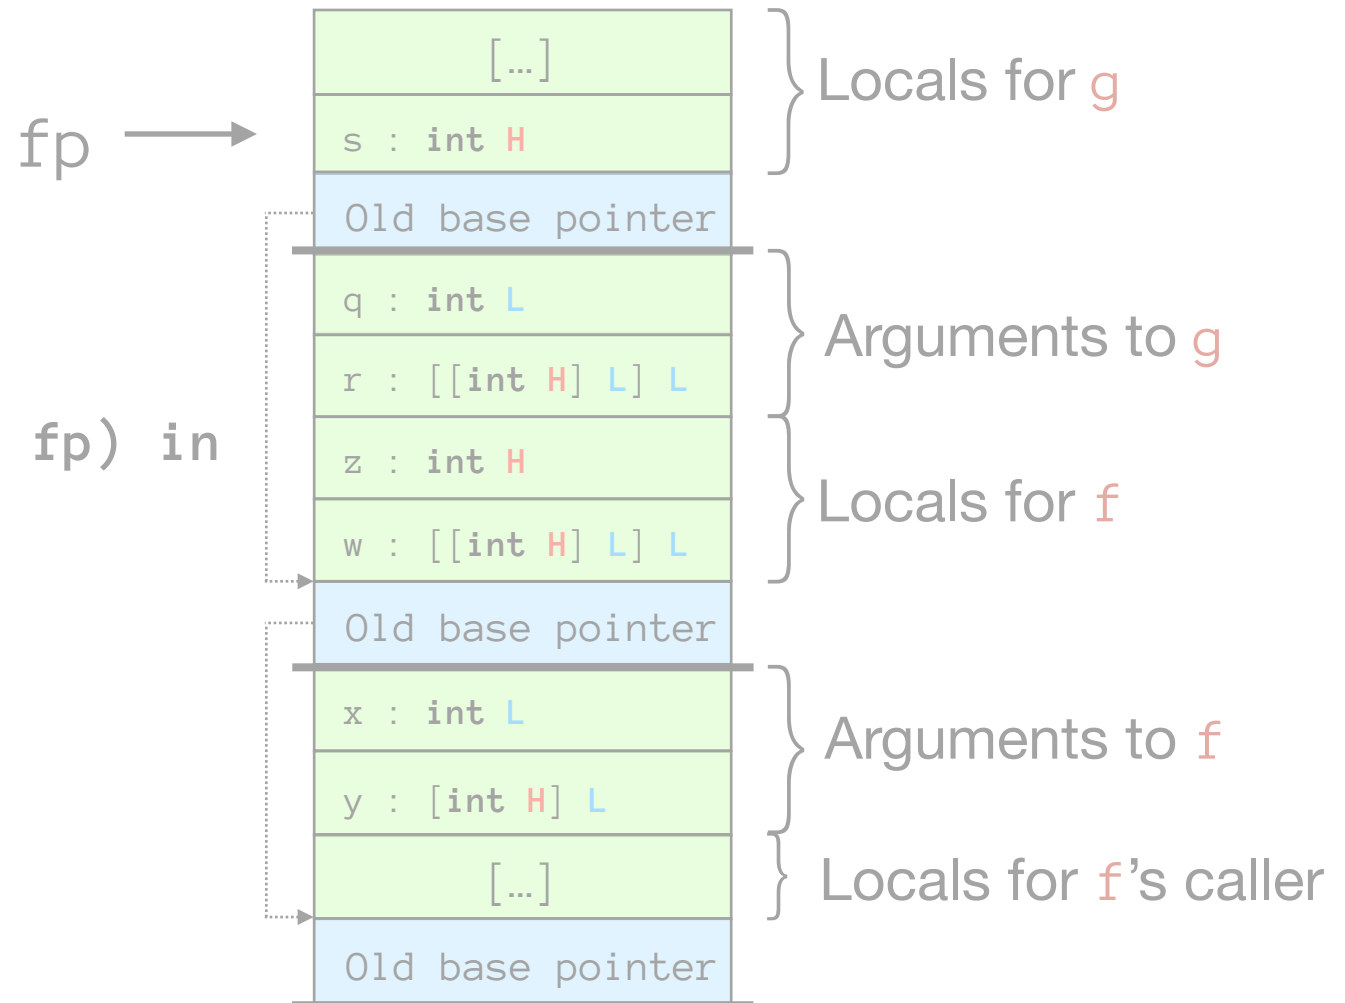 […]
Locals for g
fp
s : int H
Old base pointer
q : int L
Arguments to g
r : [[int H] L] L
fp) in
z : int H
Locals for f
w : [[int H] L] L
Old base pointer
x : int L
Arguments to f
y : [int H] L
[…]
Locals for f’s caller
Old base pointer